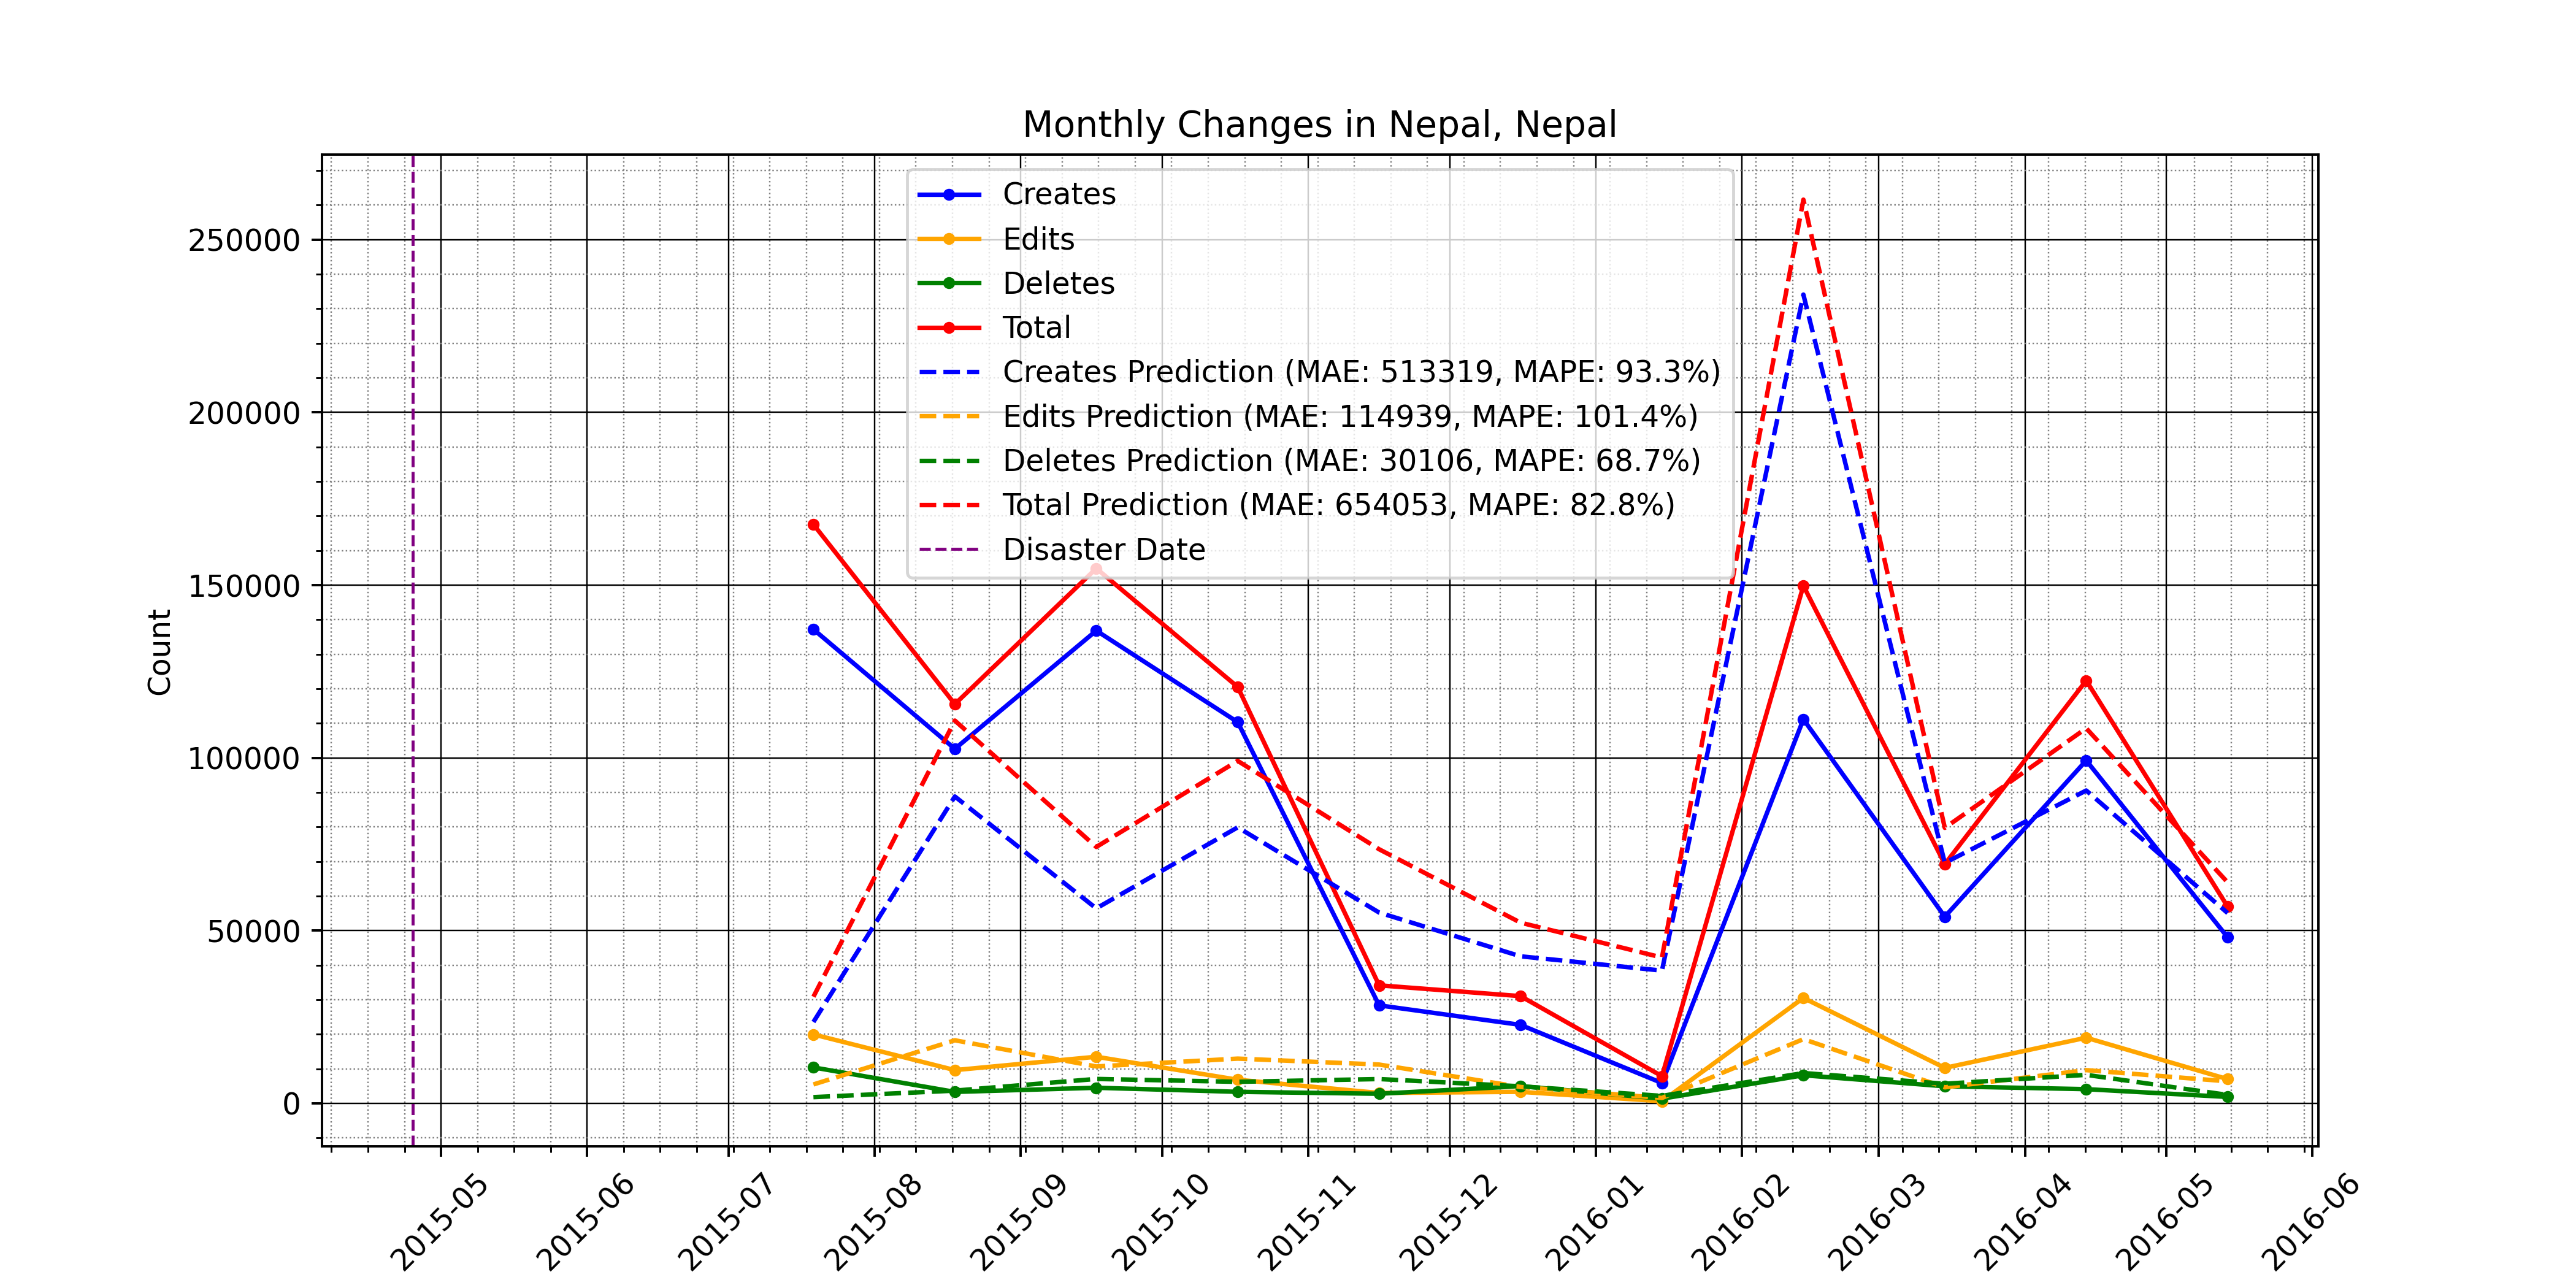 Monthly Changes in Nepal, Nepal
Creates
Edits
Deletes
Total
Creates Prediction (MAE: 513319, MAPE: 93.3%)
Edits Prediction (MAE: 114939, MAPE: 101.4%)
Deletes Prediction (MAE: 30106, MAPE: 68.7%)
Total Prediction (MAE: 654053, MAPE: 82.8%)
Disaster Date
Count
250000
200000
150000
100000
50000
0
2015-05
2015-06
2015-07
2015-08
2015-09
2015-10
2015-11
2015-12
2016-01
2016-02
2016-03
2016-04
2016-05
2016-06